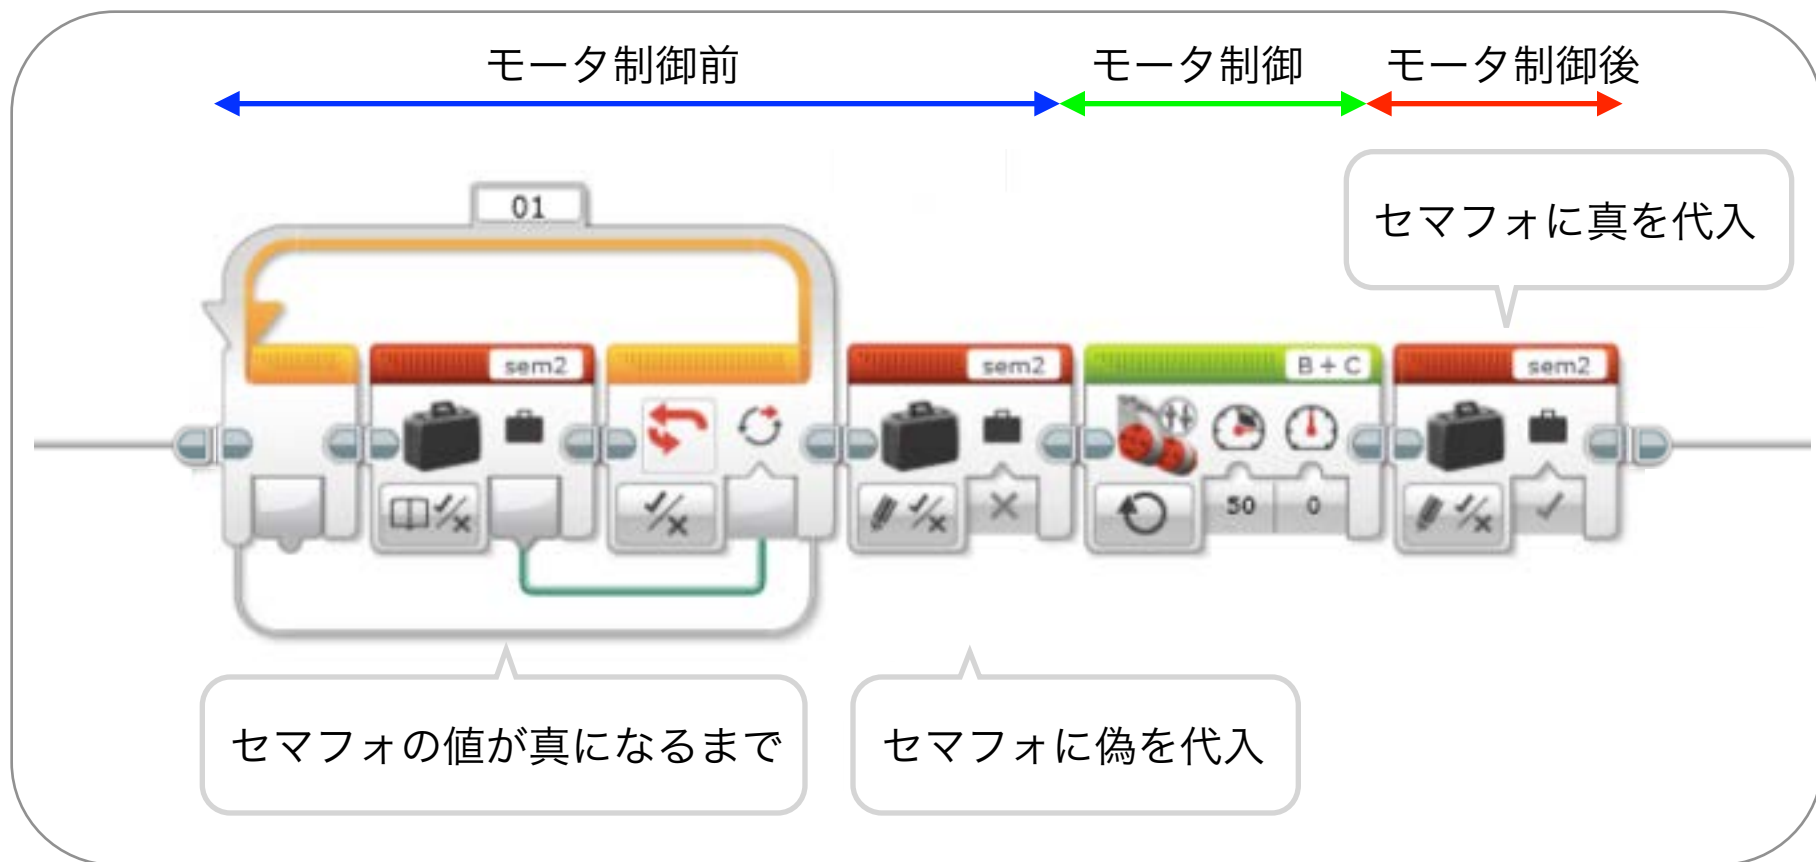 モータ制御前
モータ制御
モータ制御後
セマフォに真を代入
01
sem2
sem2
B + C
sem2
50
0
セマフォの値が真になるまで
セマフォに偽を代入